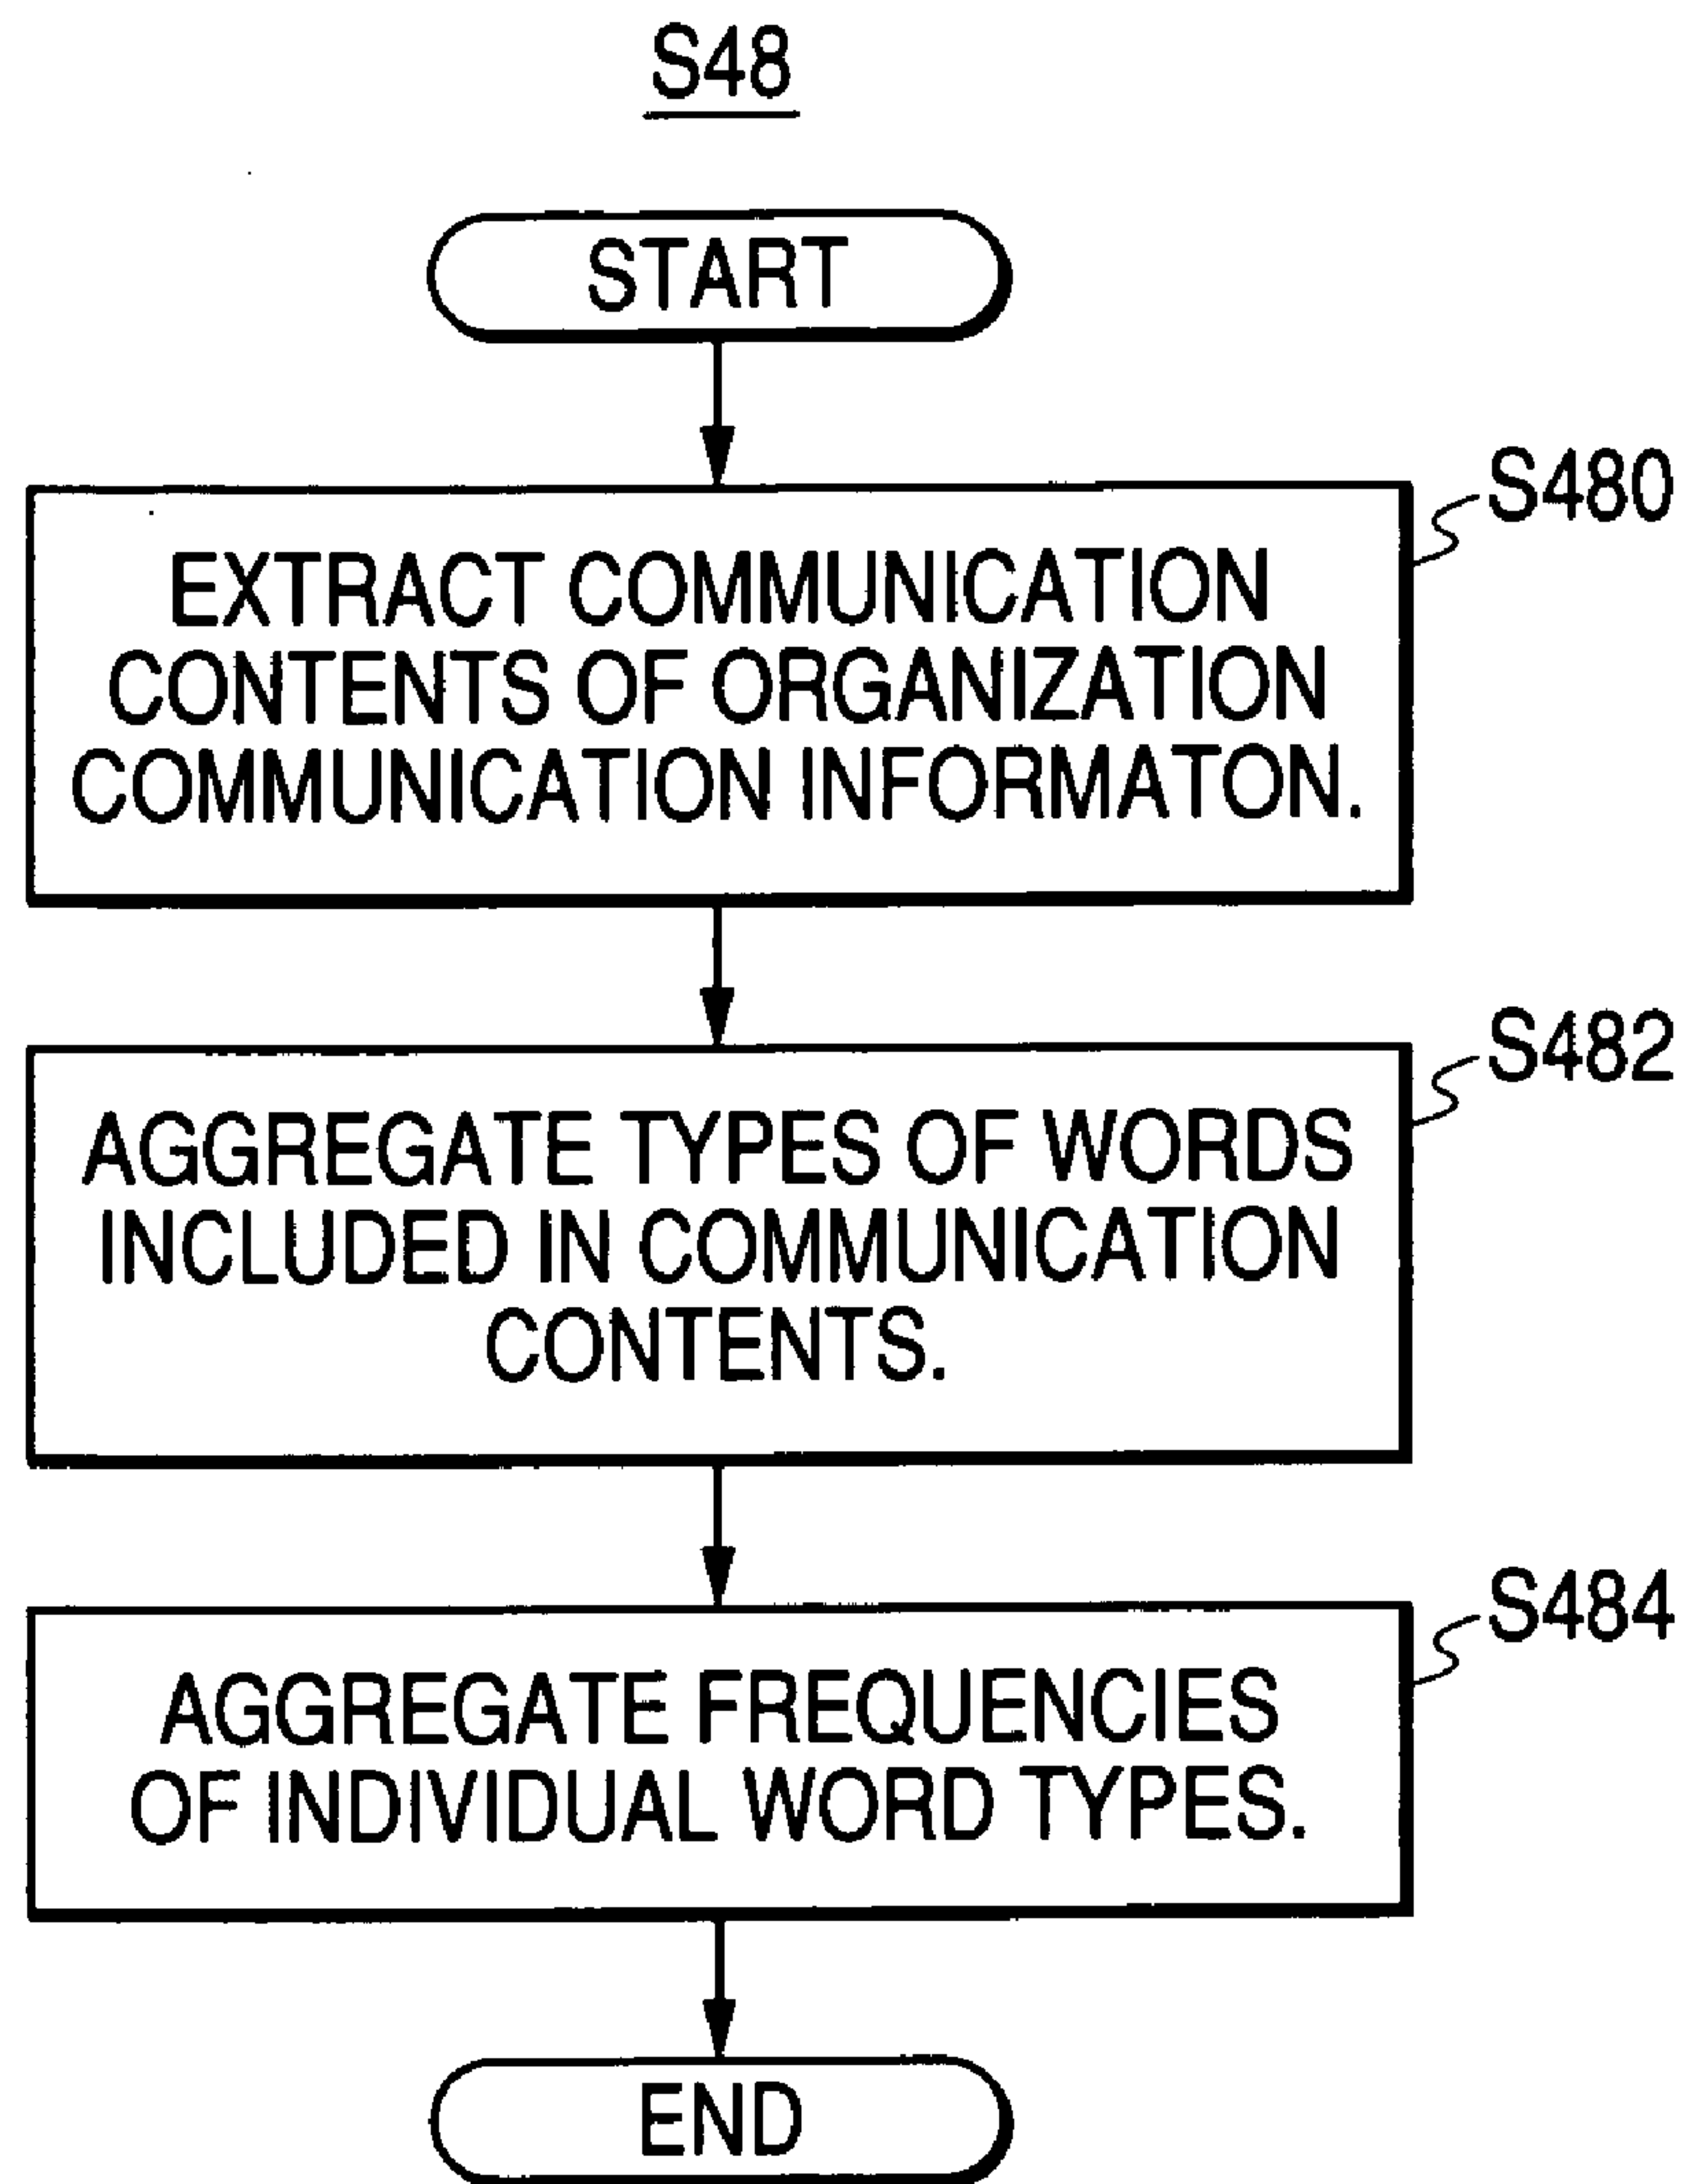 S48
START
S480
EXTRACT COMMUNICATION
CONTENTS OF ORGANIZATION
COMMUNICATION INFORMATON.
S482
AGGREGATE TYPES OF WORDS
INCLUDED IN COMMUNICATION
CONTENTS.
S484
AGGREGATE FREQUENCIES
OF INDIVIDUAL WORD TYPES.
END